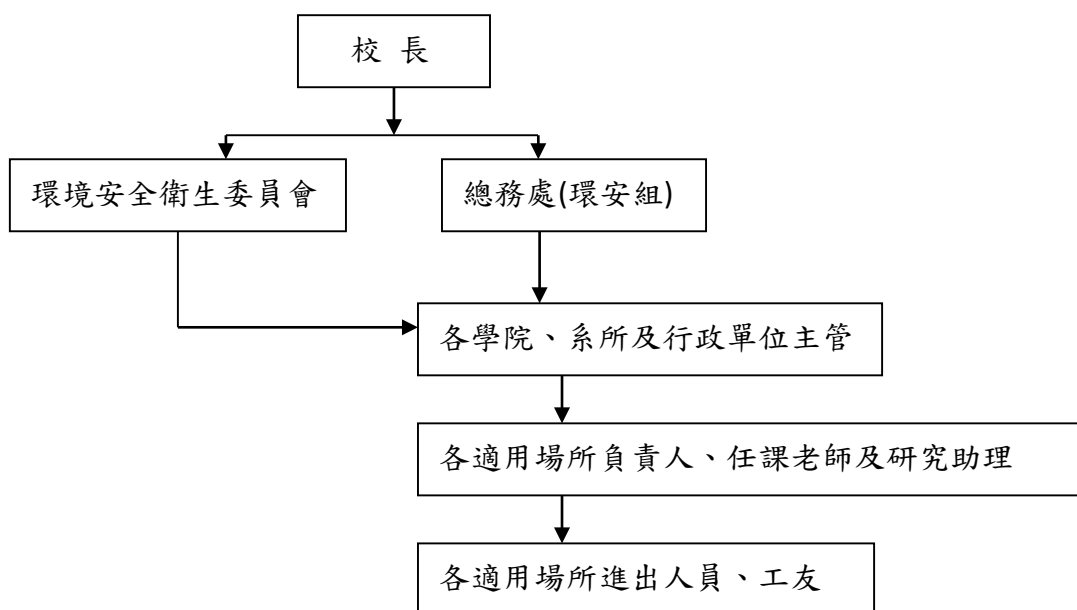 校 長
環境安全衛生委員會
總務處(環安組)
各學院、系所及行政單位主管
各適用場所負責人、任課老師及研究助理
各適用場所進出人員、工友